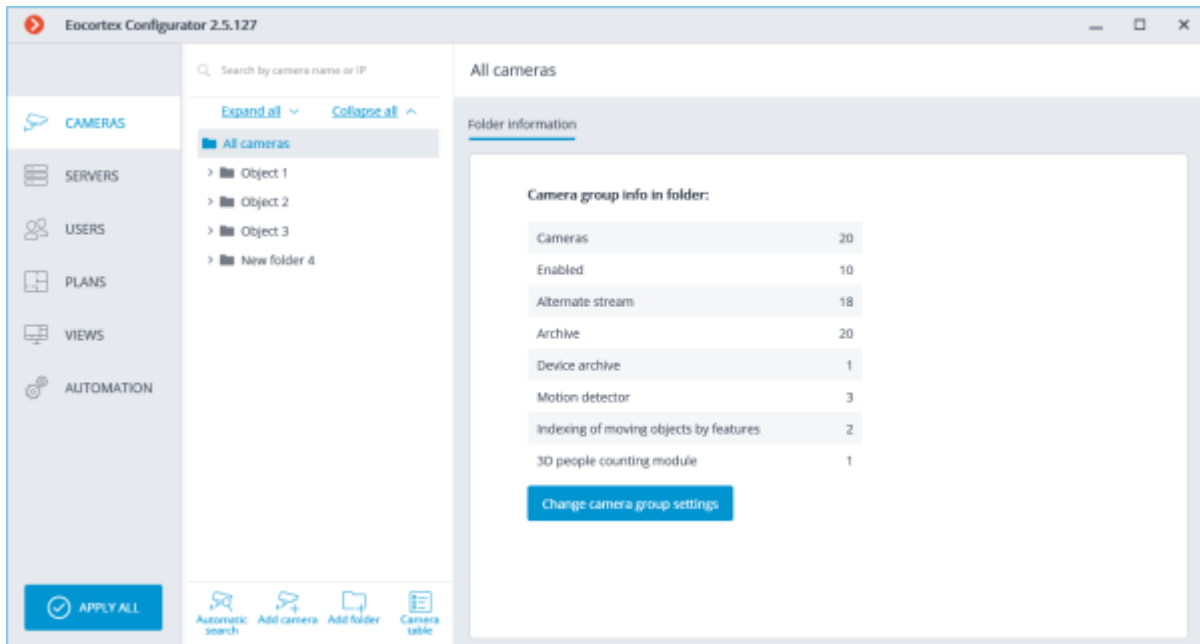 Eocortex Configurator 2.5.127
Search by camera name or IP
All cameras
Expand all
Collapse all
CAMERAS
Folder information
All cameras
SERVERS
Object 1
Camera group info in folder:
Object 2
USERS
Object 3
Cameras 20
New folder 4
Enabled 10
PLANS
Alternate stream 18
VIEWS
Archive 20
Device archive 1
AUTOMATION
Motion detector 3
Indexing of moving objects by features 2
3D people counting module 1
Change camera group settings
APPLY ALL
Automatic search
Add camera
Add folder
Camera table